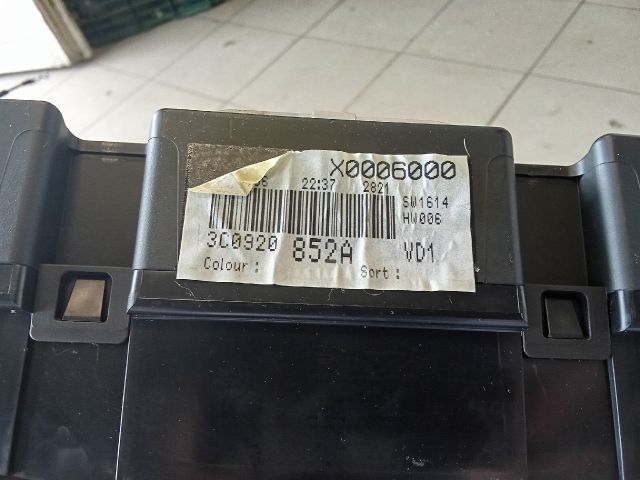 X0006000
22:37 2821
SW1614
HW006
3C0920 852A VD1
Colour : Sort :